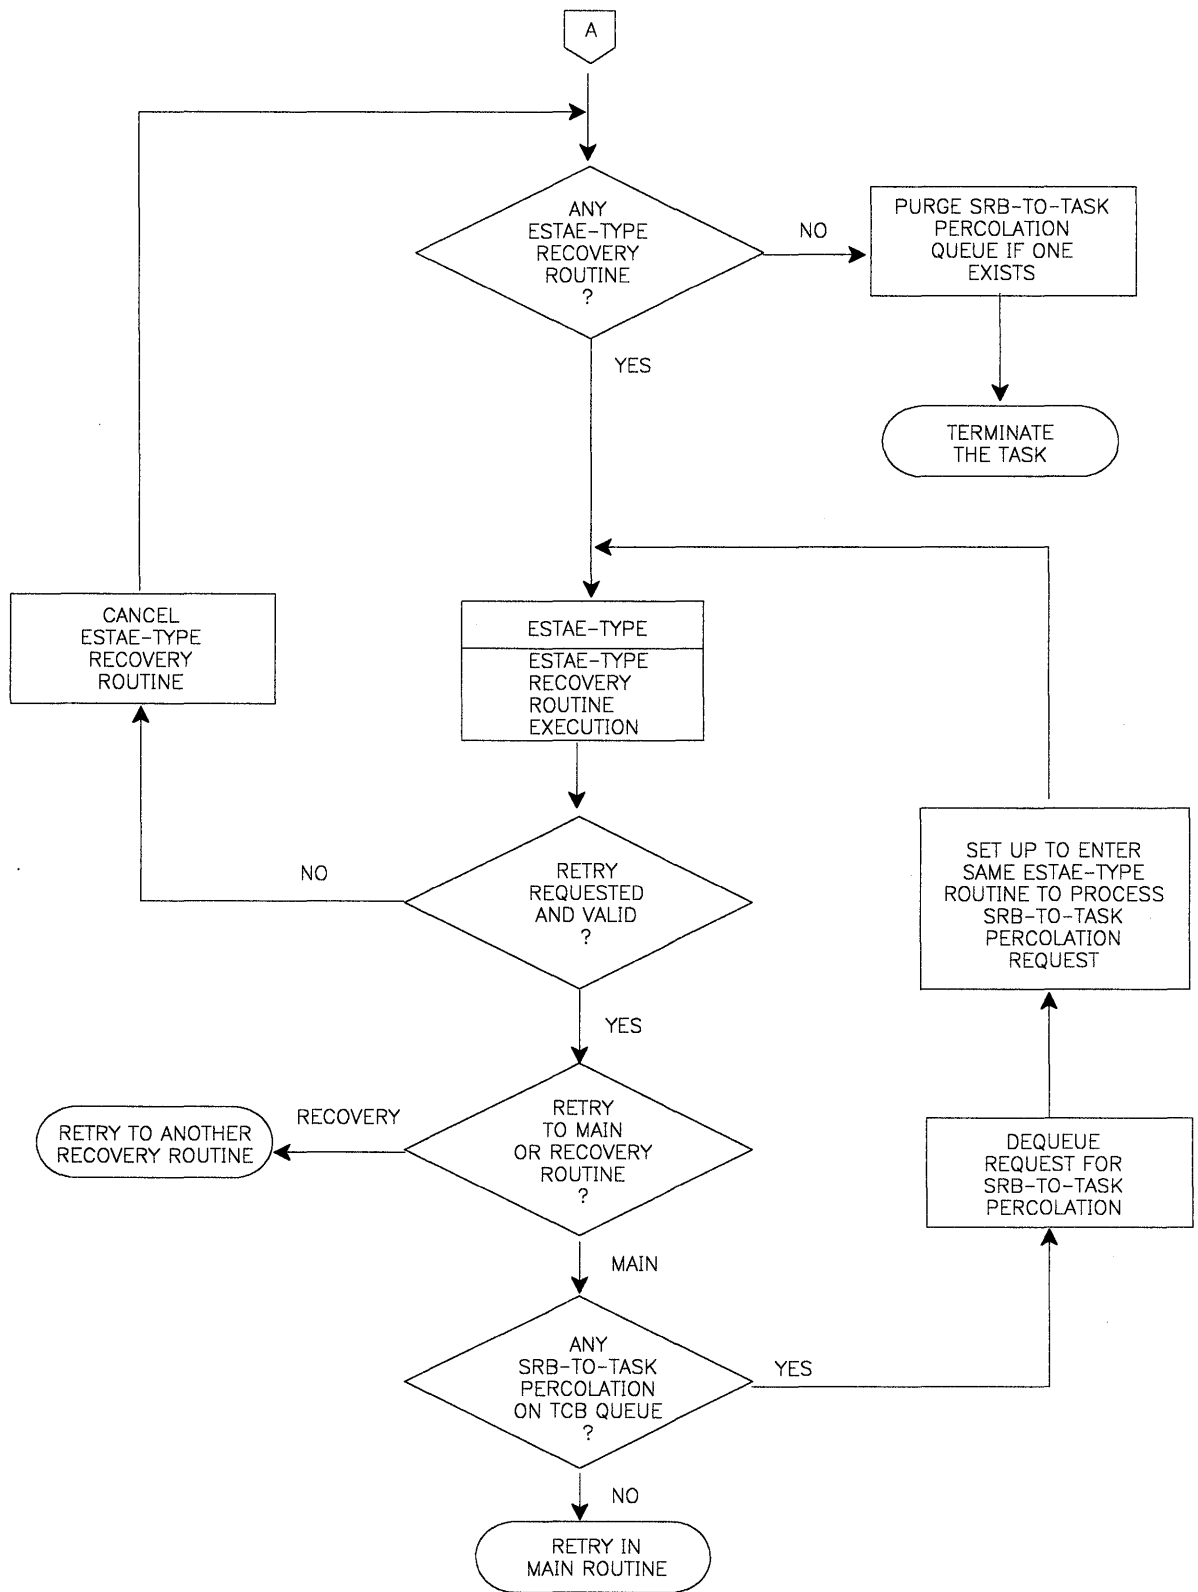 A
ANY
ESTAE-TYPE
RECOVERY
ROUTINE
?
NO
PURGE SRB-TO-TASK
PERCOLATION
QUEUE IF ONE
EXISTS
YES
TERMINATE
THE TASK
CANCEL
ESTAE-TYPE
RECOVERY
ROUTINE
ESTAE-TYPE
ESTAE-TYPE
RECOVERY
ROUTINE
EXECUTION
NO
RETRY
REQUESTED
AND VALID
?
SET UP TO ENTER
SAME ESTAE-TYPE
ROUTINE TO PROCESS
SRB-TO-TASK
PERCOLATION
REQUEST
YES
RECOVERY
RETRY TO ANOTHER
RECOVERY ROUTINE
RETRY
TO MAIN
OR RECOVERY
ROUTINE
?
DEQUEUE
REQUEST FOR
SRB-TO-TASK
PERCOLATION
MAIN
ANY
SRB-TO-TASK
PERCOLATION
ON TCB QUEUE
?
YES
NO
RETRY IN
MAIN ROUTINE